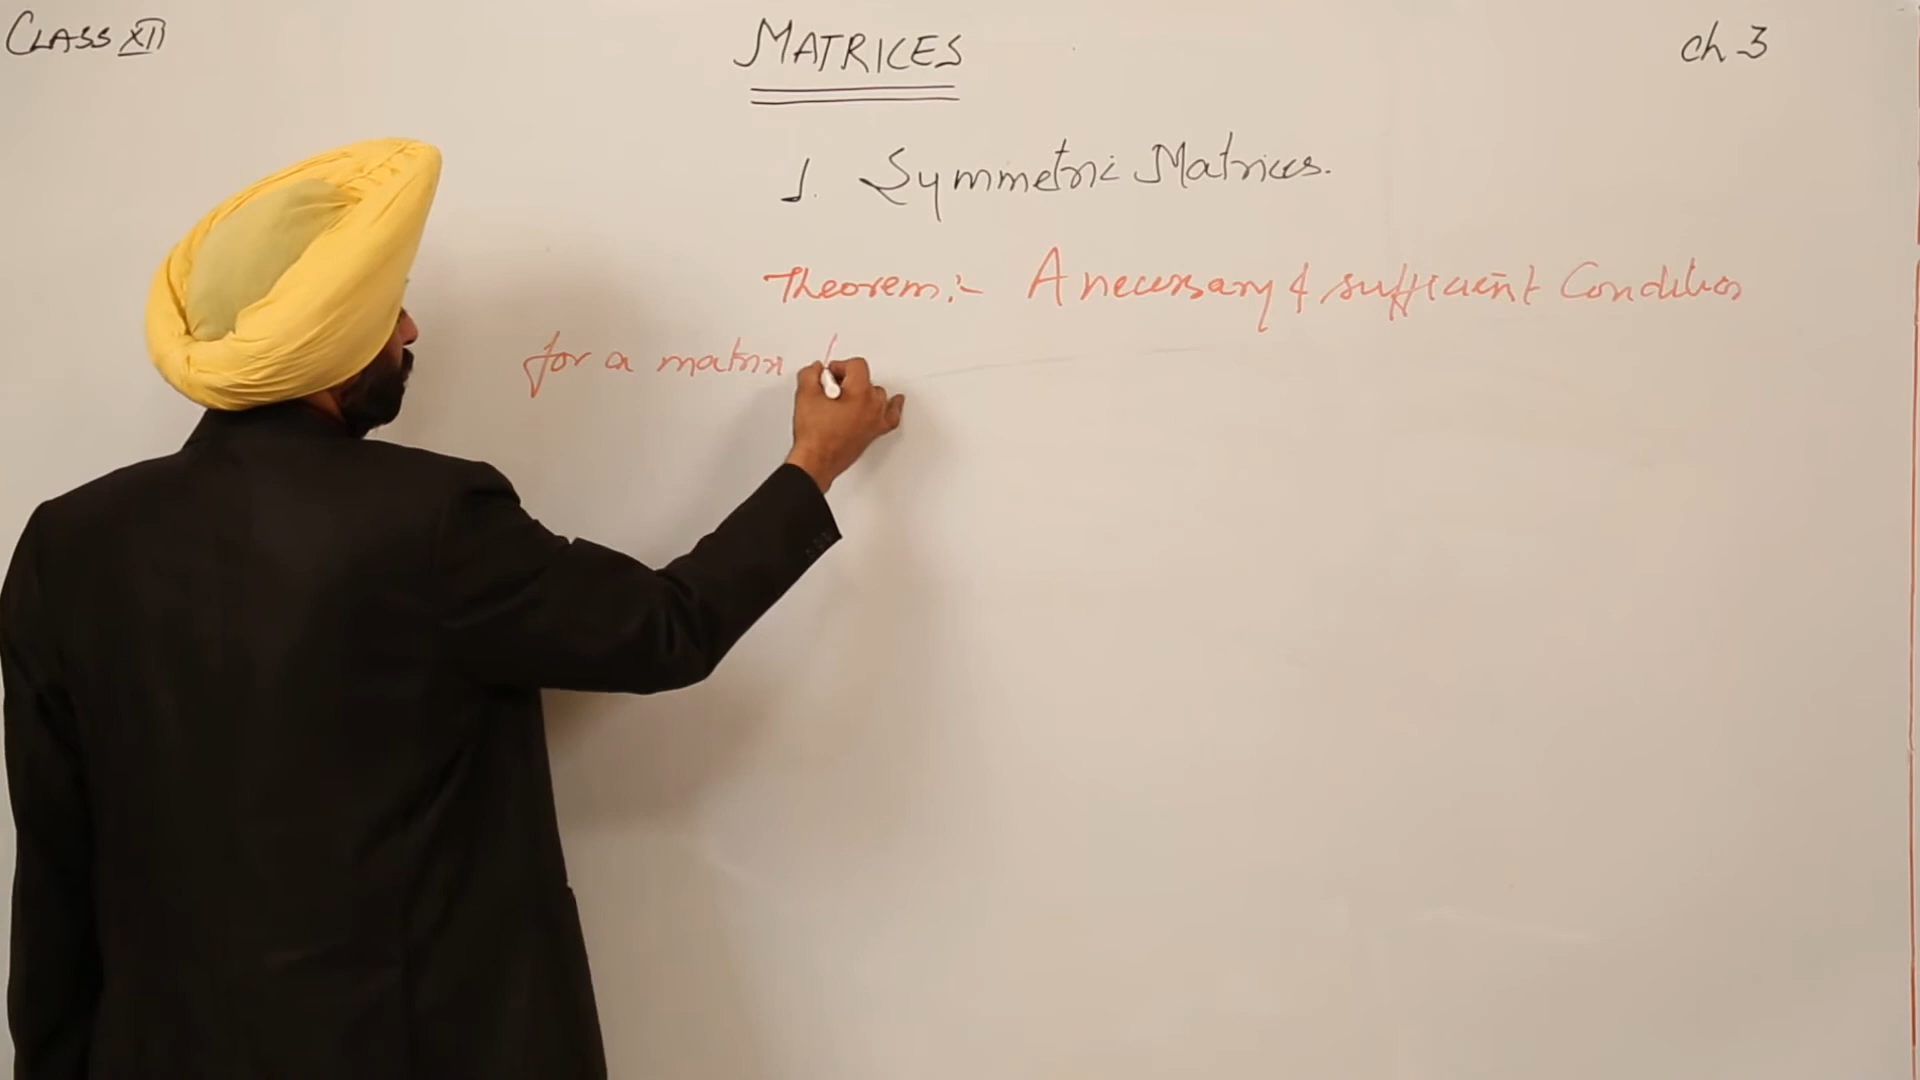 CLASS XII
MATRICES
ch 3
1. Symmetric Matrices.
Theorem:- A necessary & sufficient Condition
for a matrix